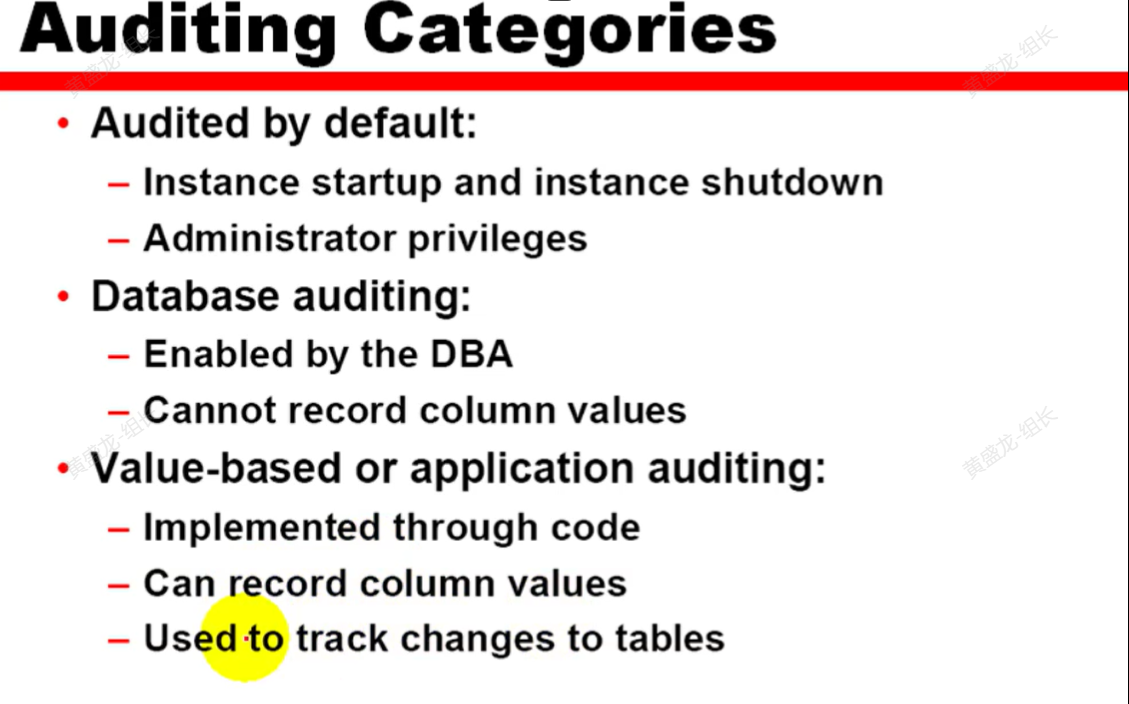 Auditing Categories
• Audited by default:
– Instance startup and instance shutdown
– Administrator privileges
• Database auditing:
– Enabled by the DBA
– Cannot record column values
• Value-based or application auditing:
– Implemented through code
– Can record column values
– Used to track changes to tables
黄盛龙-组长
黄盛龙-组长
黄盛龙-组长
黄盛龙-组长